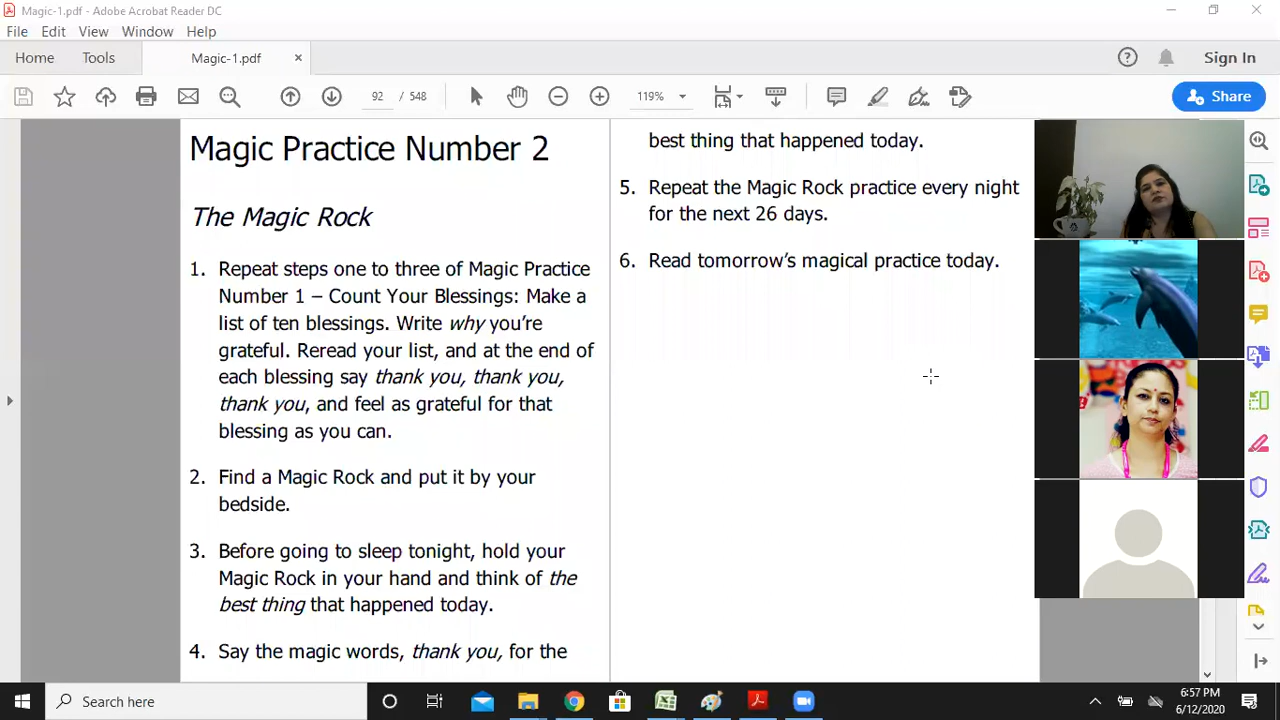 Magic-1.pdf - Adobe Acrobat Reader DC
File Edit View Window Help
Home Tools Magic-1.pdf × Sign In
92 / 548 119% Share
Magic Practice Number 2
The Magic Rock
1. Repeat steps one to three of Magic Practice
Number 1 – Count Your Blessings: Make a
list of ten blessings. Write why you’re
grateful. Reread your list, and at the end of
each blessing say thank you, thank you,
thank you, and feel as grateful for that
blessing as you can.
2. Find a Magic Rock and put it by your
bedside.
3. Before going to sleep tonight, hold your
Magic Rock in your hand and think of the
best thing that happened today.
4. Say the magic words, thank you, for the
best thing that happened today.
5. Repeat the Magic Rock practice every night
for the next 26 days.
6. Read tomorrow’s magical practice today.
Search here
6:57 PM
6/12/2020